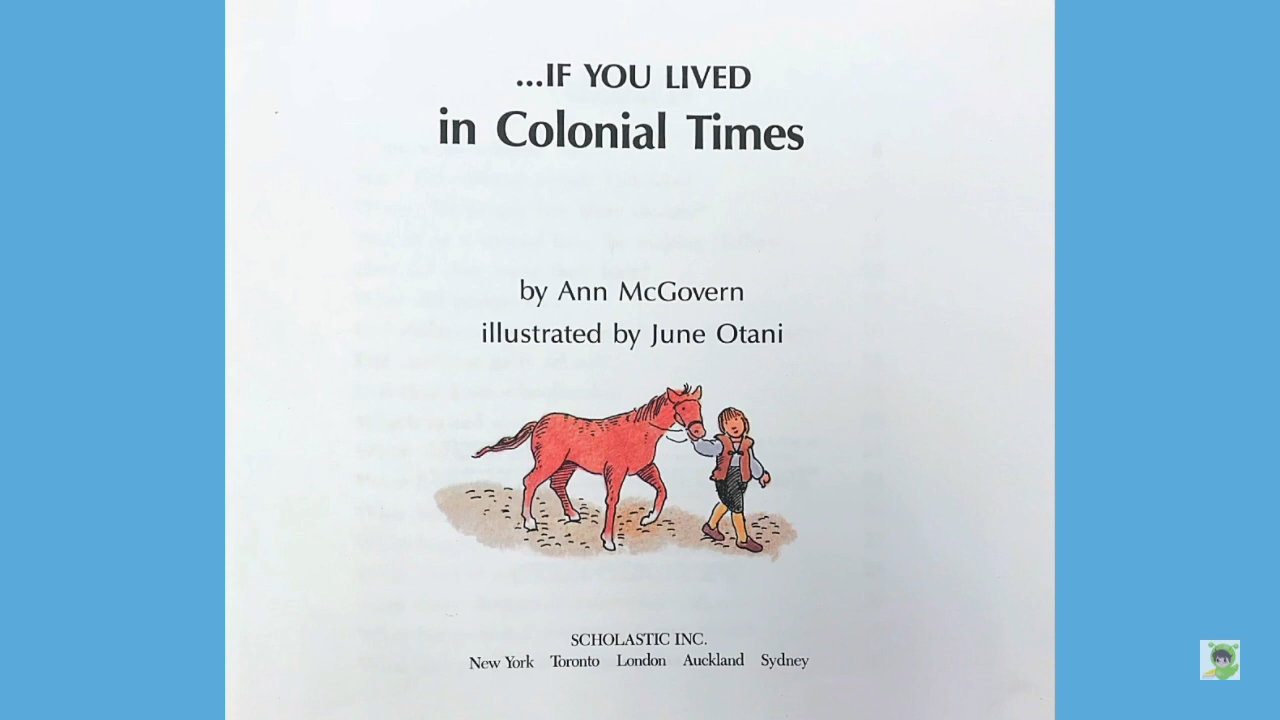 ...IF YOU LIVED
in Colonial Times
by Ann McGovern
illustrated by June Otani
SCHOLASTIC INC.
New York Toronto London Auckland Sydney